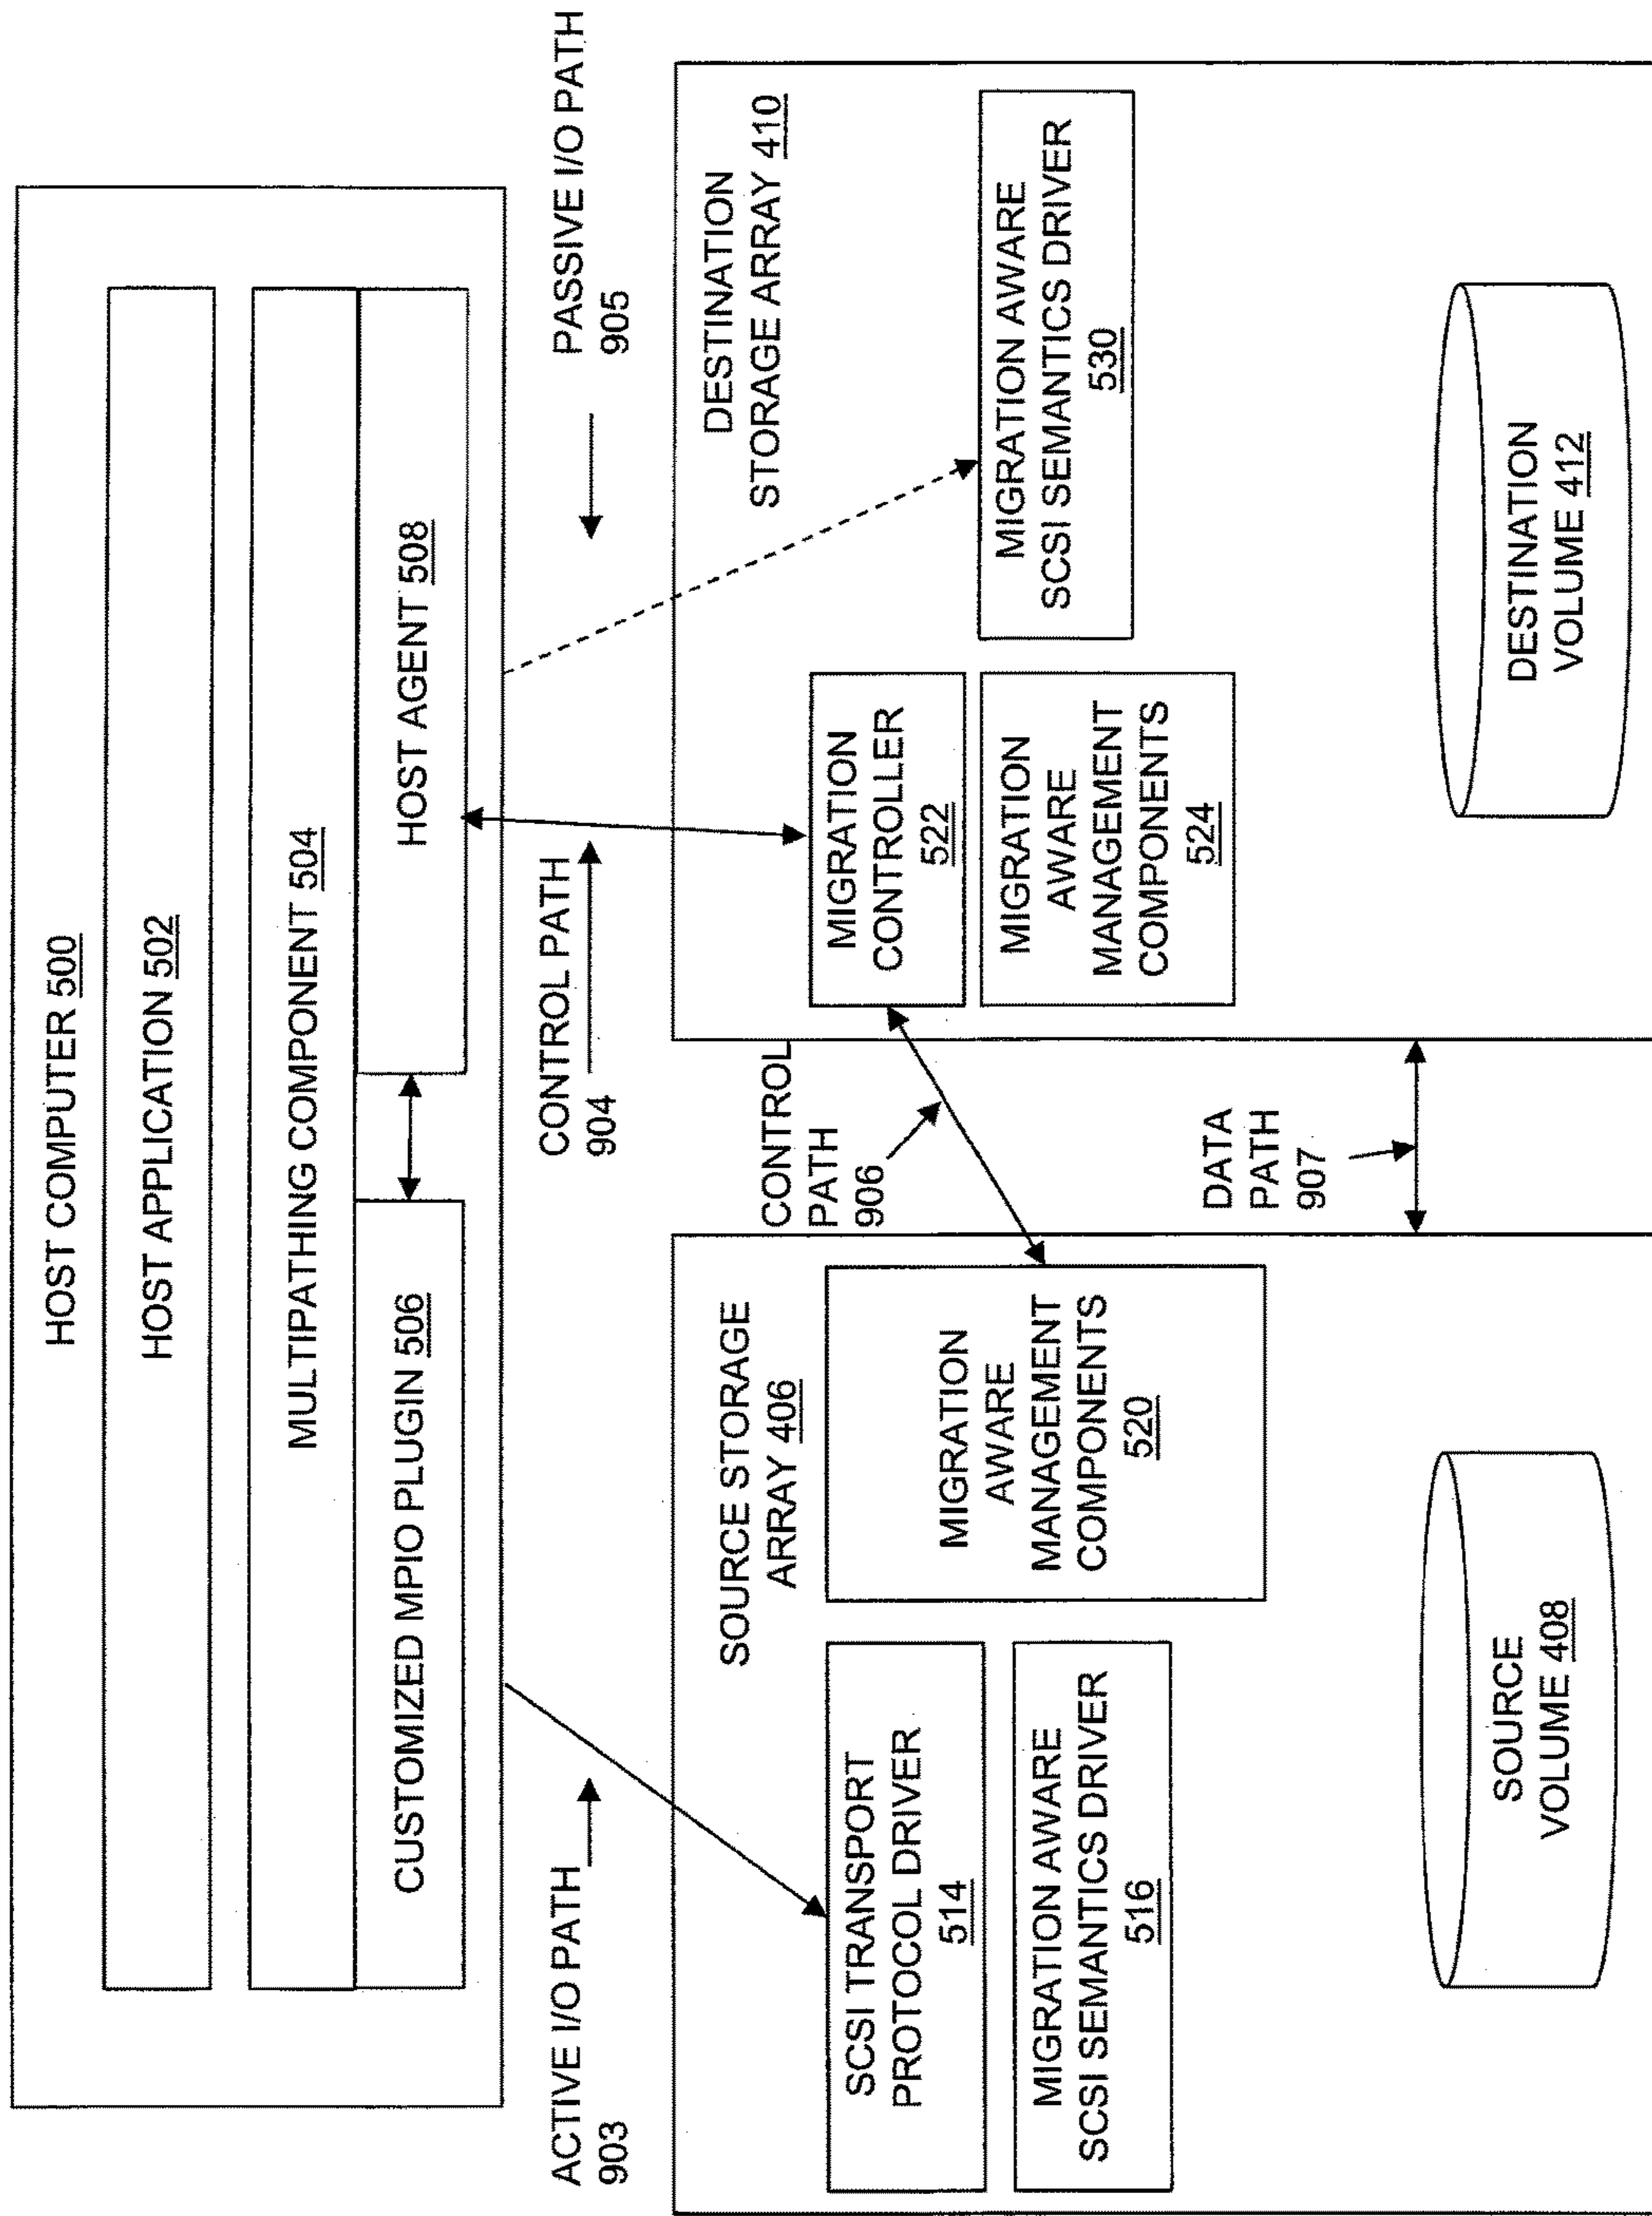 HOST COMPUTER 500
HOST APPLICATION 502
MULTIPATHING COMPONENT 504
CUSTOMIZED MPIO PLUGIN 506
HOST AGENT 508
ACTIVE I/O PATH
903
CONTROL PATH
904
PASSIVE I/O PATH
905
SOURCE STORAGE
ARRAY 406
SCSI TRANSPORT
PROTOCOL DRIVER
514
MIGRATION AWARE
SCSI SEMANTICS DRIVER
516
MIGRATION
AWARE
MANAGEMENT
COMPONENTS
520
SOURCE
VOLUME 408
CONTROL
PATH
906
DATA
PATH
907
DESTINATION
STORAGE ARRAY 410
MIGRATION
CONTROLLER
522
MIGRATION
AWARE
MANAGEMENT
COMPONENTS
524
MIGRATION AWARE
SCSI SEMANTICS DRIVER
530
DESTINATION
VOLUME 412